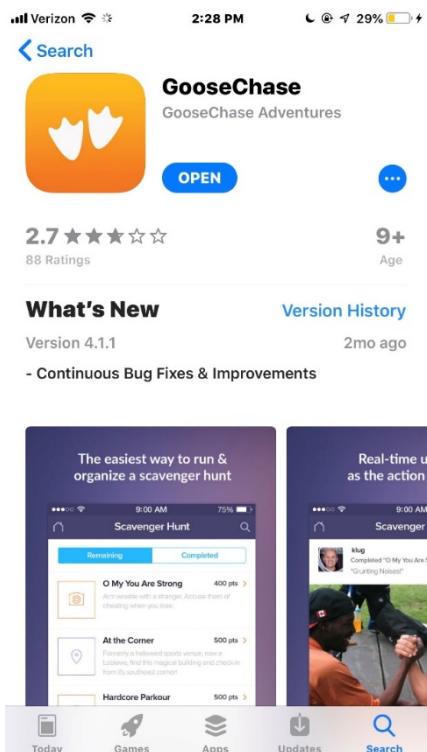 Verizon 2:28 PM 29%
Search
GooseChase
GooseChase Adventures
OPEN
2.7 9+
88 Ratings Age
What's New Version History
Version 4.1.1 2mo ago
- Continuous Bug Fixes & Improvements
The easiest way to run &
organize a scavenger hunt
9:00 AM 75%
Scavenger Hunt
Remaining Completed
O My You Are Strong 400 pts
Arm wrestle with a stranger. Accuse them of
cheating when you lose.
At the Corner 500 pts
Formerly a hallowed sports venue, now a
Loblaws, find this magical building and check-in
from its southeast corner!
Hardcore Parkour 500 pts
Real-time u
as the action
9:00 AM
Scavenger
klug
Completed "O My You Are S
"Grunting Noises!"
Today Games Apps Updates Search